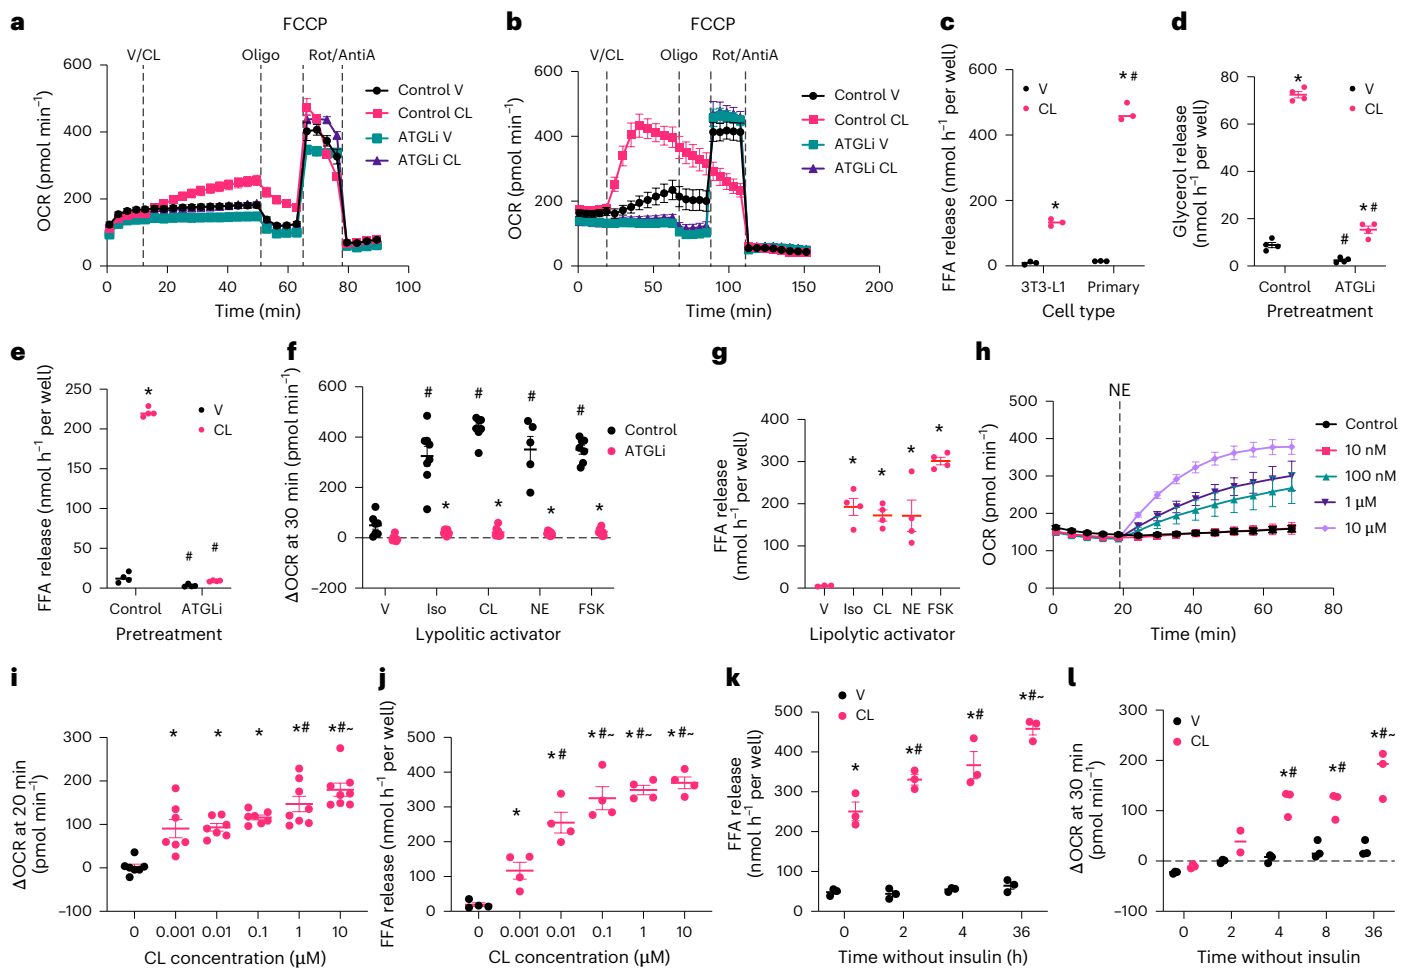 a
FCCP
V/CL
Oligo
Rot/AntiA
OCR (pmol min⁻¹)
600
400
200
0
0 20 40 60 80 100
Time (min)
Control V
Control CL
ATGLi V
ATGLi CL
b
FCCP
V/CL
Oligo
Rot/AntiA
OCR (pmol min⁻¹)
600
400
200
0
0 50 100 150 200
Time (min)
Control V
Control CL
ATGLi V
ATGLi CL
c
FFA release (nmol h⁻¹ per well)
600
400
200
0
V
CL
*
*#
3T3-L1 Primary
Cell type
d
Glycerol release
(nmol h⁻¹ per well)
80
60
40
20
0
V
CL
*
#
*#
Control ATGLi
Pretreatment
e
FFA release (nmol h⁻¹ per well)
250
200
150
100
50
0
V
CL
*
#
#
Control ATGLi
Pretreatment
f
ΔOCR at 30 min (pmol min⁻¹)
600
400
200
0
−200
# # # #
* * * *
Control
ATGLi
V Iso CL NE FSK
Lypolitic activator
g
FFA release
(nmol h⁻¹ per well)
400
300
200
100
0
* * * *
V Iso CL NE FSK
Lipolytic activator
h
NE
OCR (pmol min⁻¹)
500
400
300
200
100
0
0 20 40 60 80
Time (min)
Control
10 nM
100 nM
1 µM
10 µM
i
ΔOCR at 20 min
(pmol min⁻¹)
300
200
100
0
−100
* * * *# *#~
0 0.001 0.01 0.1 1 10
CL concentration (µM)
j
FFA release (nmol h⁻¹ per well)
500
400
300
200
100
0
* *# *#~ *#~ *#~
0 0.001 0.01 0.1 1 10
CL concentration (µM)
k
FFA release
(nmol h⁻¹ per well)
500
400
300
200
100
0
V
CL
* *# *# *#~
0 2 4 36
Time without insulin (h)
l
ΔOCR at 30 min
(pmol min⁻¹)
300
200
100
0
−100
V
CL
*# *# *#~
0 2 4 8 36
Time without insulin